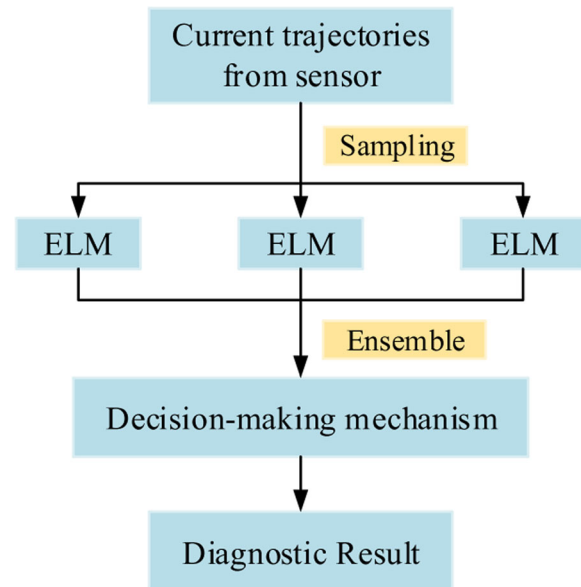 Current trajectories
from sensor
Sampling
ELM
ELM
ELM
Ensemble
Decision-making mechanism
Diagnostic Result